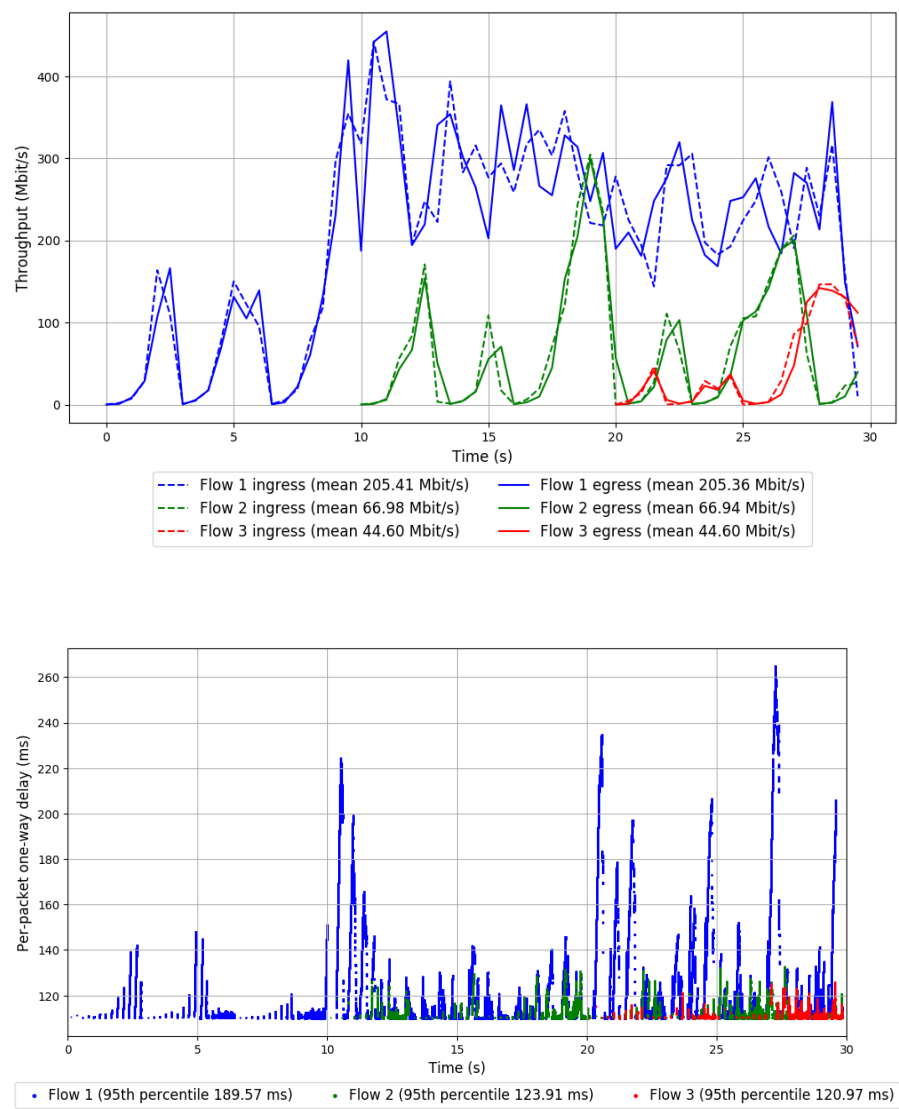 400
300
200
100
0
Throughput (Mbit/s)
0 5 10 15 20 25 30
Time (s)
Flow 1 ingress (mean 205.41 Mbit/s) Flow 1 egress (mean 205.36 Mbit/s)
Flow 2 ingress (mean 66.98 Mbit/s) Flow 2 egress (mean 66.94 Mbit/s)
Flow 3 ingress (mean 44.60 Mbit/s) Flow 3 egress (mean 44.60 Mbit/s)
260
240
220
200
180
160
140
120
Per-packet one-way delay (ms)
0 5 10 15 20 25 30
Time (s)
Flow 1 (95th percentile 189.57 ms) Flow 2 (95th percentile 123.91 ms) Flow 3 (95th percentile 120.97 ms)